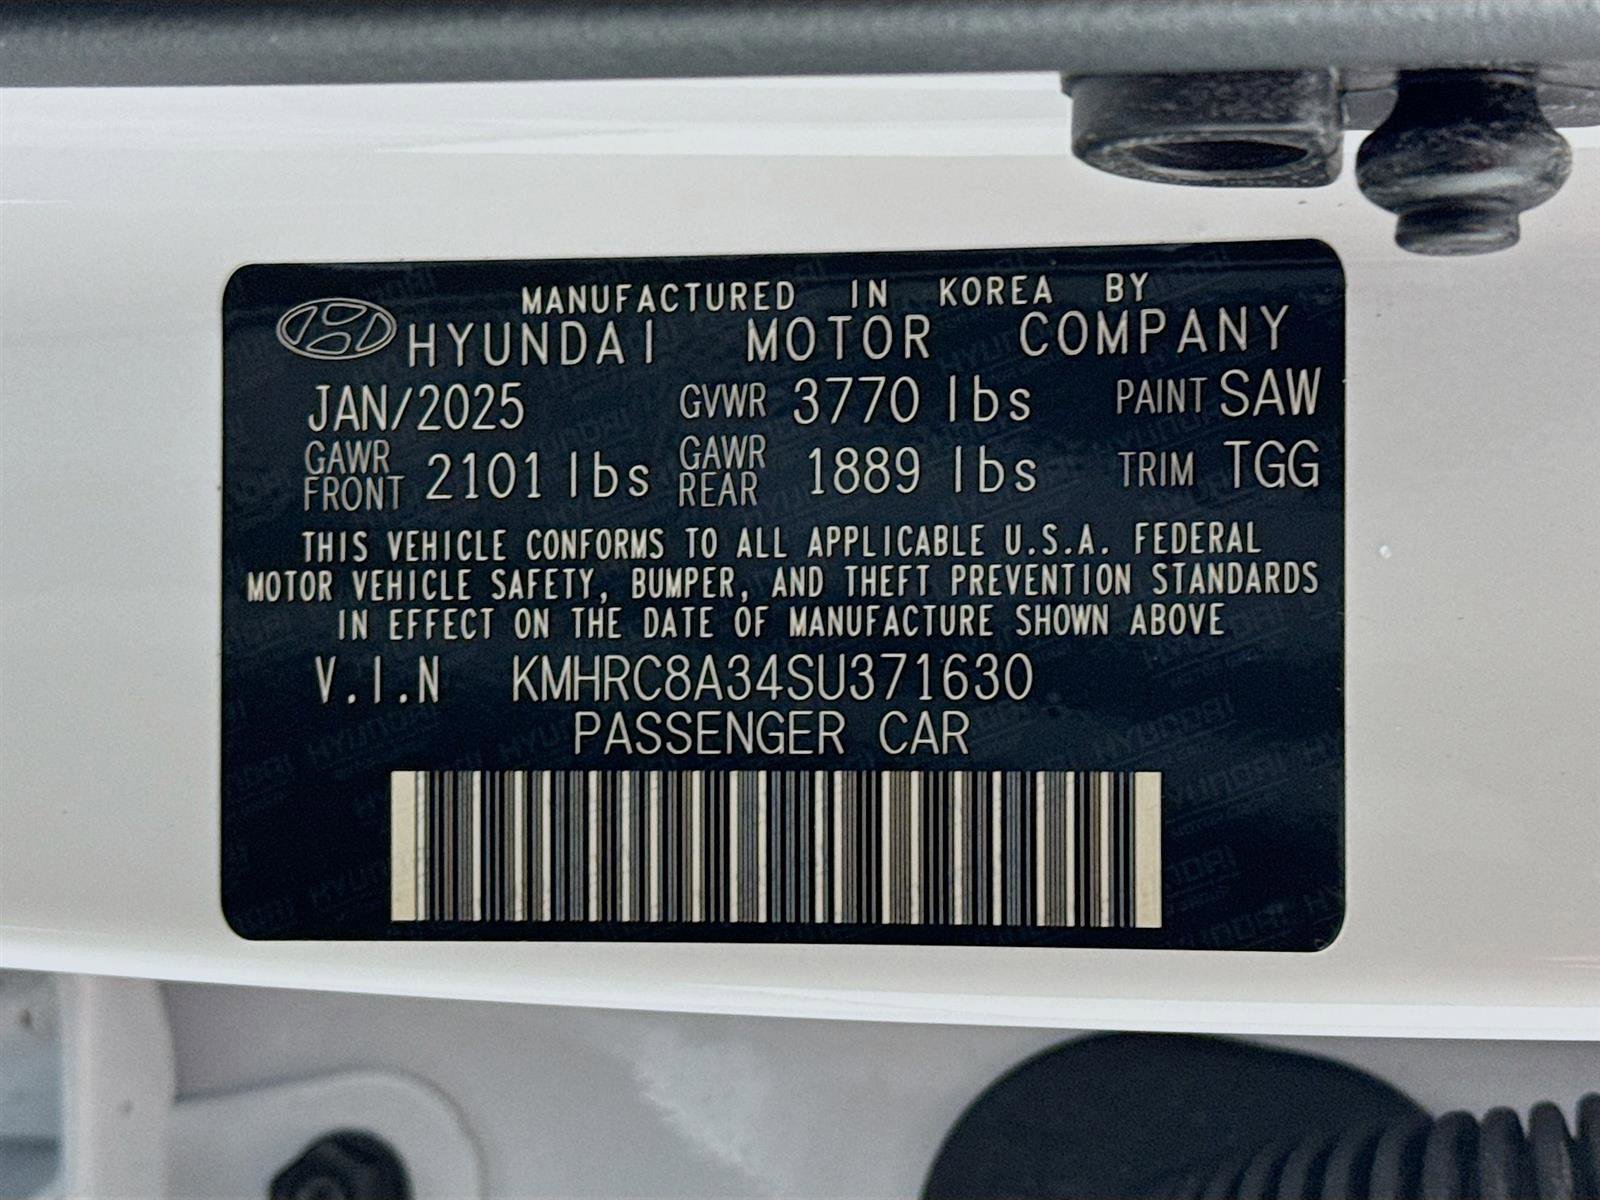 MANUFACTURED IN KOREA BY
HYUNDAI MOTOR COMPANY
JAN/2025 GVWR 3770 lbs PAINT SAW
GAWR FRONT 2101 lbs GAWR REAR 1889 lbs TRIM TGG
THIS VEHICLE CONFORMS TO ALL APPLICABLE U.S.A. FEDERAL
MOTOR VEHICLE SAFETY, BUMPER, AND THEFT PREVENTION STANDARDS
IN EFFECT ON THE DATE OF MANUFACTURE SHOWN ABOVE
V.I.N KMHRC8A34SU371630
PASSENGER CAR